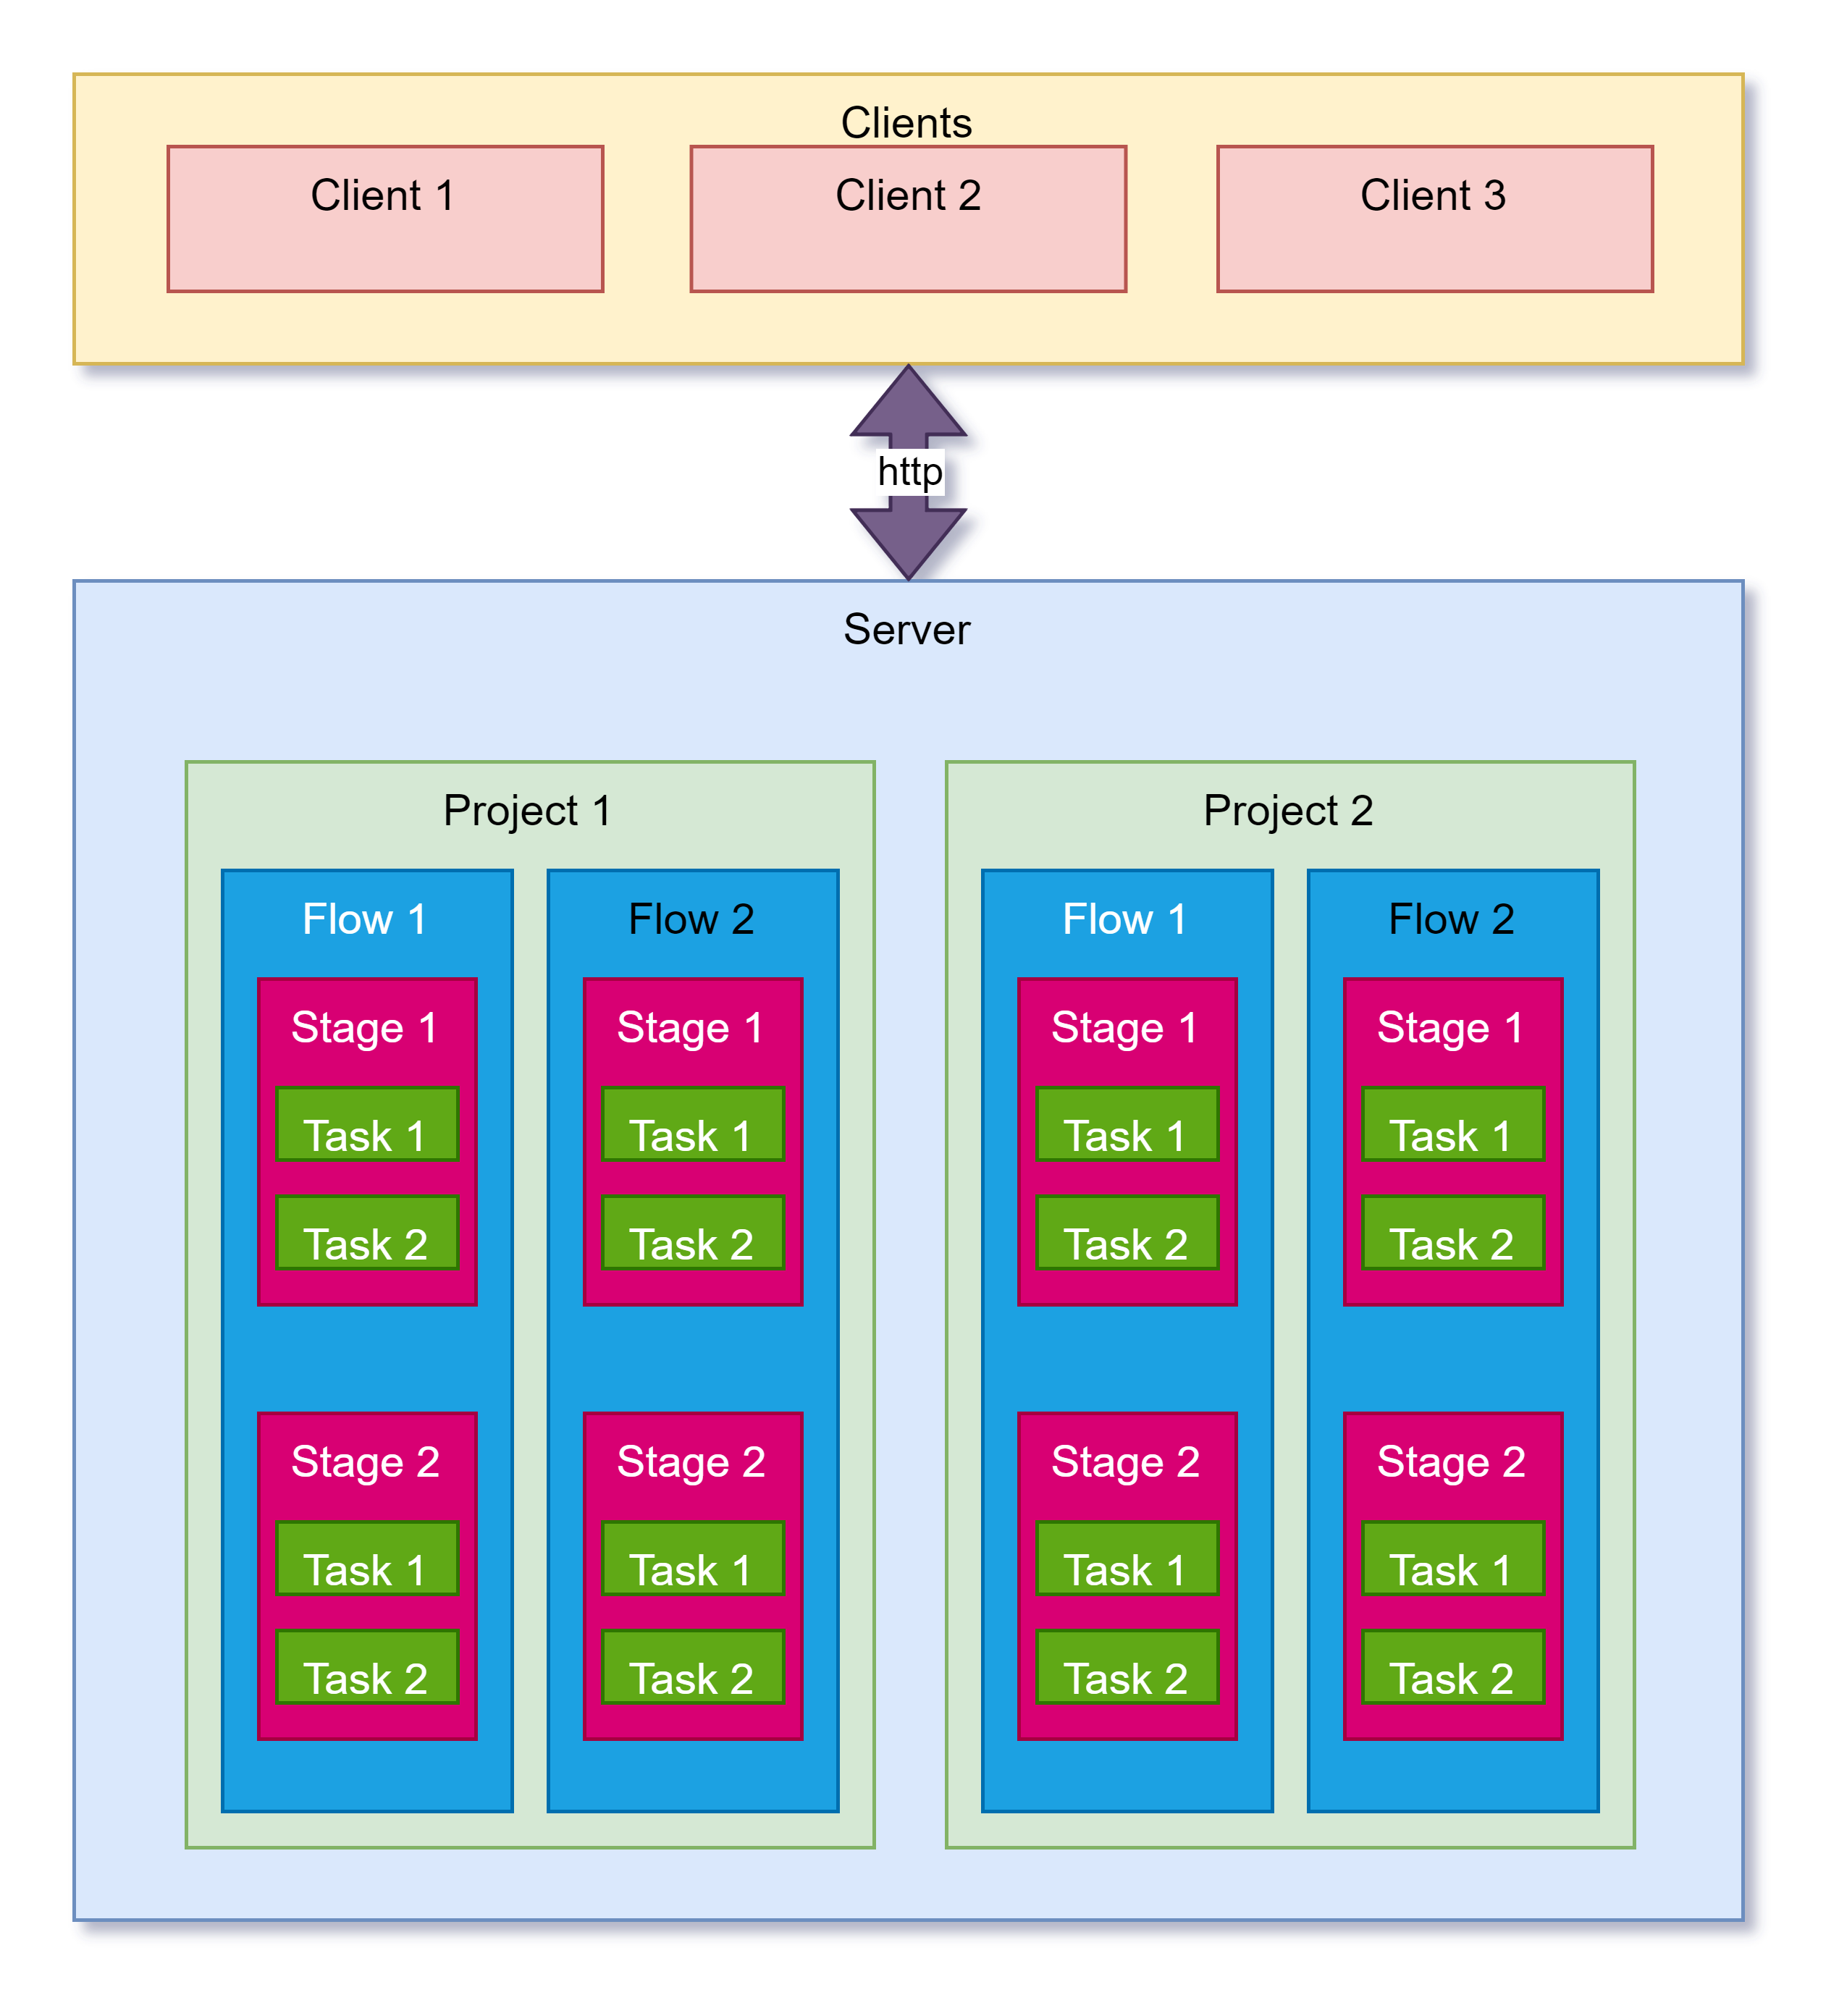 Clients
Client 1
Client 2
Client 3
http
Server
Project 1
Flow 1
Stage 1
Task 1
Task 2
Stage 2
Task 1
Task 2
Flow 2
Stage 1
Task 1
Task 2
Stage 2
Task 1
Task 2
Project 2
Flow 1
Stage 1
Task 1
Task 2
Stage 2
Task 1
Task 2
Flow 2
Stage 1
Task 1
Task 2
Stage 2
Task 1
Task 2